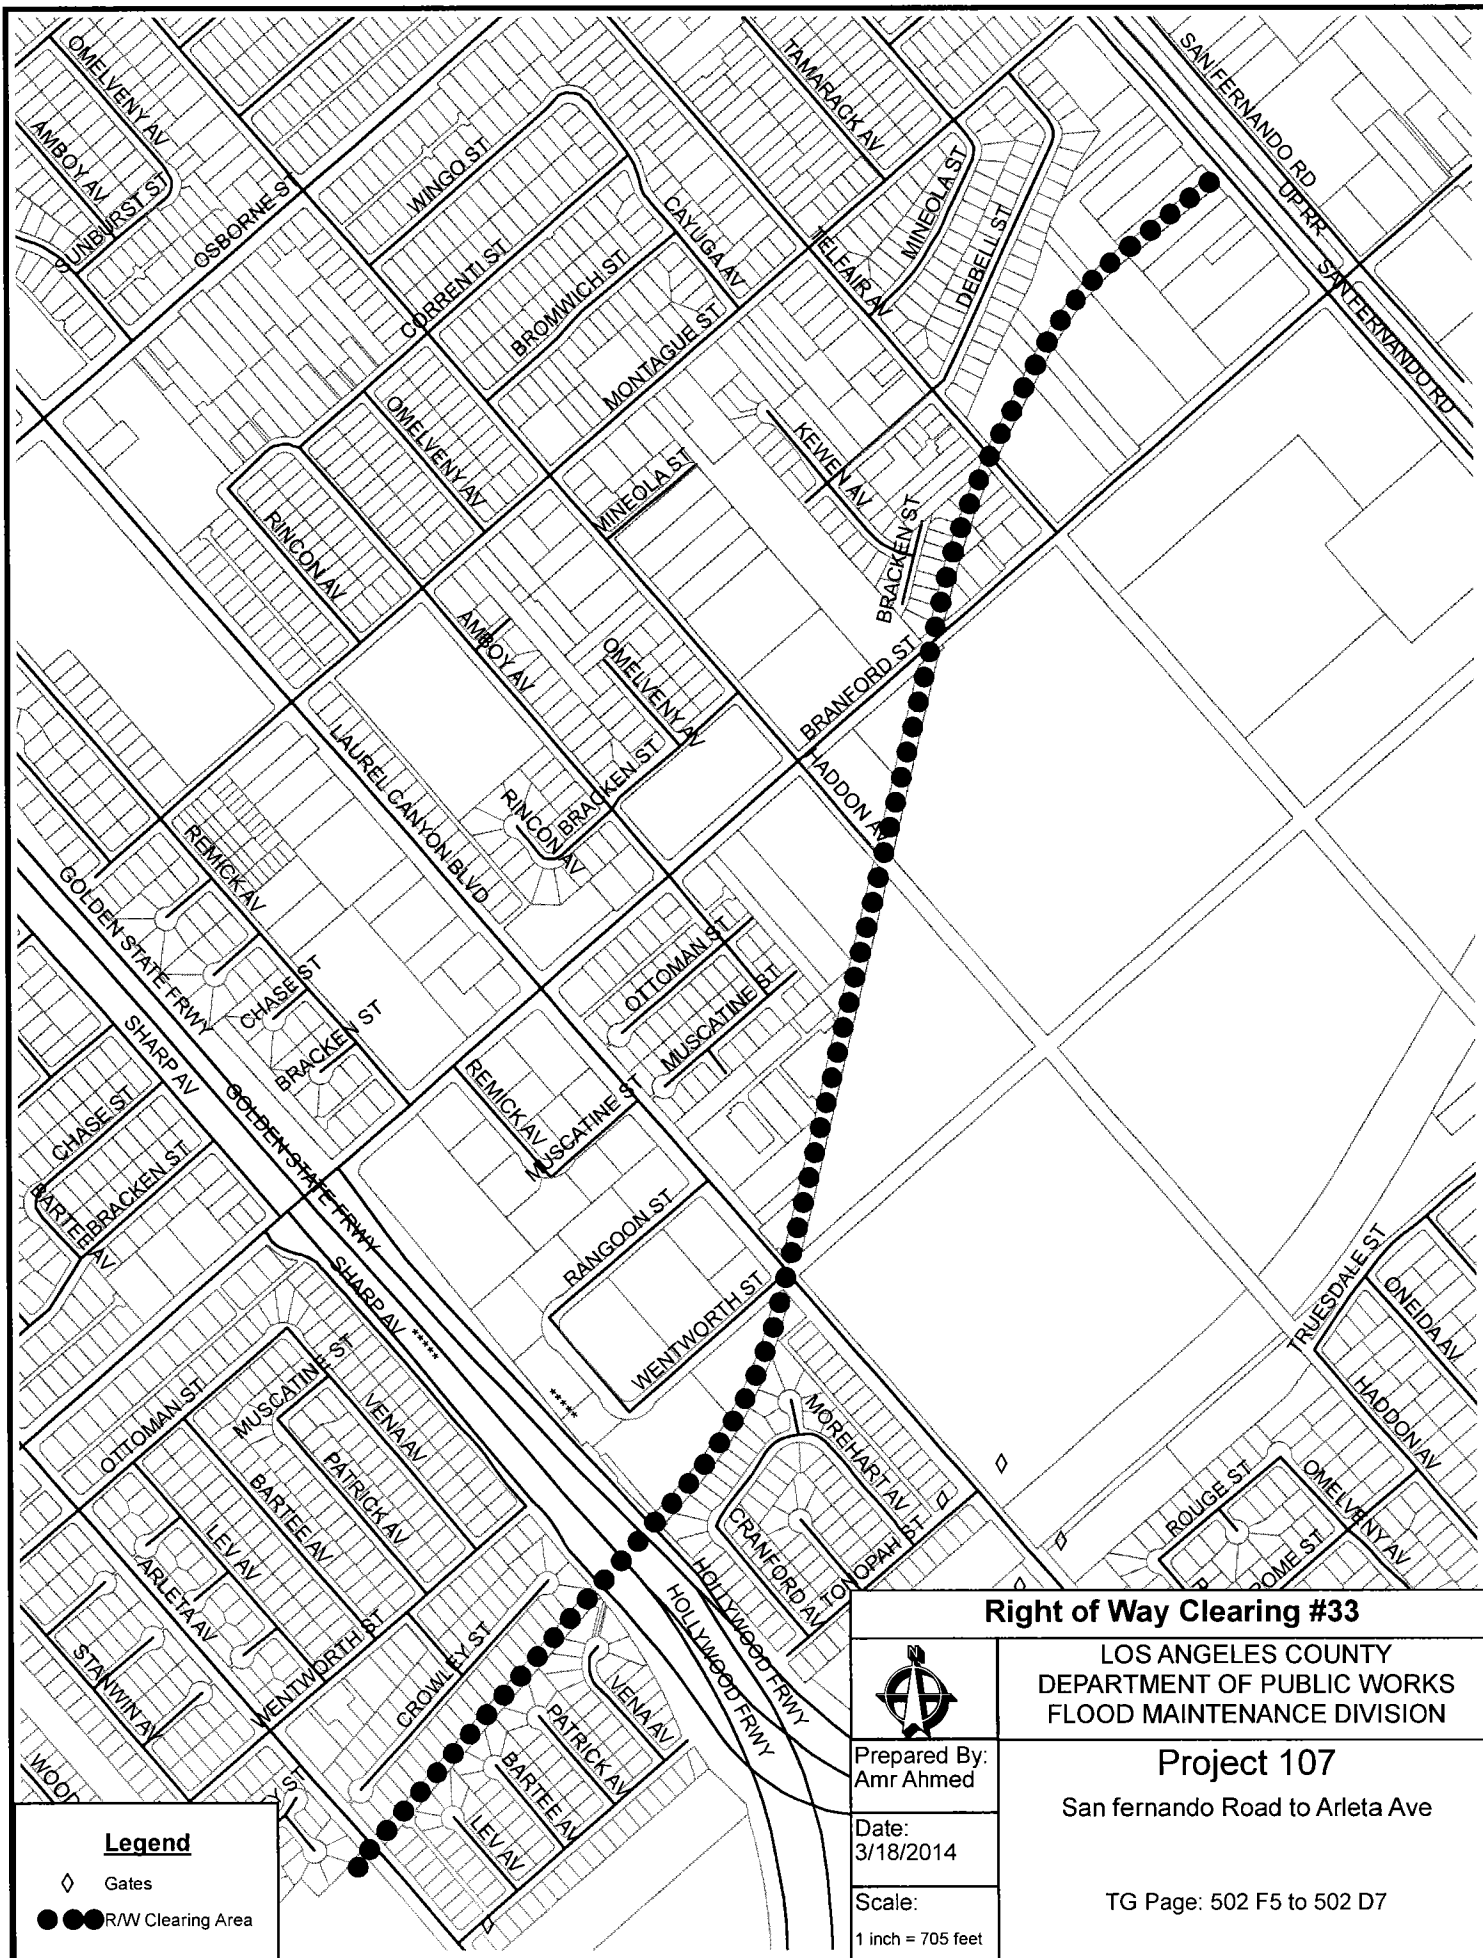 OMELVENY AV
AMBOY AV
SUNBURST ST
OSBORNE ST
WINGO ST
CORRENTI ST
BROMWICH ST
CAYUGA AV
MONTAGUE ST
TAMARACK AV
MINEOLA ST
DEBELL ST
TELFAIR AV
SAN FERNANDO RD
UP RR
SAN FERNANDO RD
OMELVENY AV
RINCON AV
MINEOLA ST
KEWEN AV
BRACKEN ST
BRANFORD ST
AMBOY AV
OMELVENY AV
LAUREL CANYON BLVD
RINCON AV
BRACKEN ST
HADDON AV
REMICK AV
GOLDEN STATE FRWY
CHASE ST
BRACKEN ST
OTTOMAN ST
MUSCATINE ST
SHARP AV
GOLDEN STATE FRWY
REMICK AV
MUSCATINE ST
CHASE ST
BRACKEN ST
BARTEE AV
RANGOON ST
WENTWORTH ST
SHARP AV
*****
*****
TRUESDALE ST
ONEIDA AV
HADDON AV
OTTOMAN ST
MUSCATINE ST
VENA AV
PATRICK AV
BARTEE AV
LEV AV
ARLETA AV
STANWIN AV
WENTWORTH ST
CROWLEY ST
MOREHART AV
CRANFORD AV
TONOPAH ST
ROUGE ST
OMELVENY AV
ROME ST
HOLLYWOOD FRWY
HOLLYWOOD FRWY
VENA AV
PATRICK AV
BARTEE AV
LEV AV
WOOD
Y ST
Legend
Gates
R/W Clearing Area
Right of Way Clearing #33
N
LOS ANGELES COUNTY
DEPARTMENT OF PUBLIC WORKS
FLOOD MAINTENANCE DIVISION
Prepared By:
Amr Ahmed
Project 107
San fernando Road to Arleta Ave
Date:
3/18/2014
Scale:
1 inch = 705 feet
TG Page: 502 F5 to 502 D7